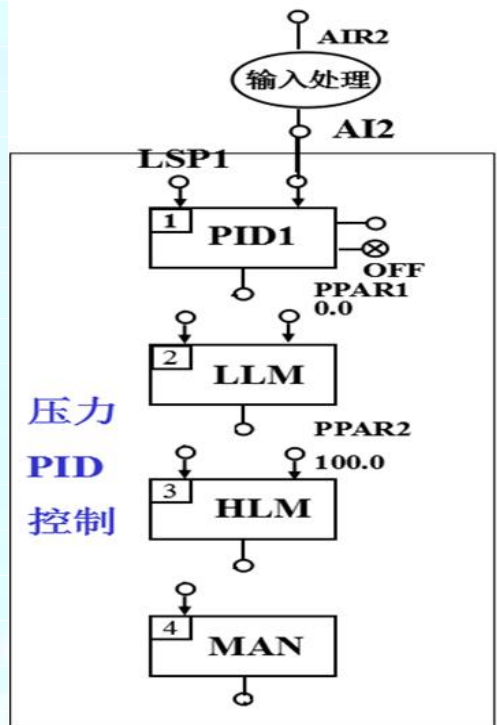 AIR2
输入处理
AI2
LSP1
1
PID1
OFF
PPAR1
0.0
2
LLM
PPAR2
100.0
3
HLM
4
MAN
压力
PID
控制